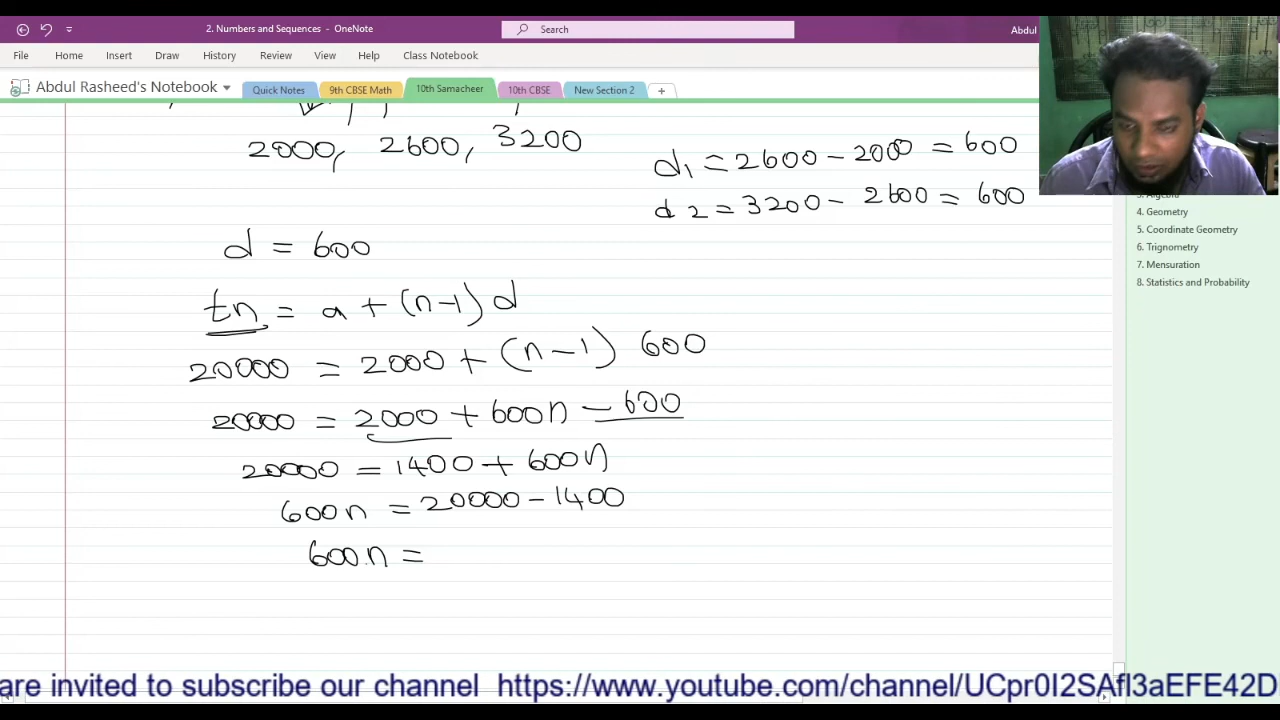 2. Numbers and Sequences - OneNote
Search
Abdul
File Home Insert Draw Review View Help Class Notebook
Abdul Rasheed's Notebook
Quick Notes
9th CBSE Math
10th Samacheer
10th CBSE
New Section 2
+
2000, 2600, 3200
d1 = 2600 - 2000 = 600
d2 = 3200 - 2600 = 600
d = 600
tn = a + (n-1) d
20000 = 2000 + (n-1) 600
20000 = 2000 + 600n - 600
20000 = 1400 + 600n
600n = 20000 - 1400
600n =
4. Geometry
5. Coordinate Geometry
6. Trignometry
7. Mensuration
8. Statistics and Probability
are invited to subscribe our channel https://www.youtube.com/channel/UCpr0I2SAfI3aEFE42D